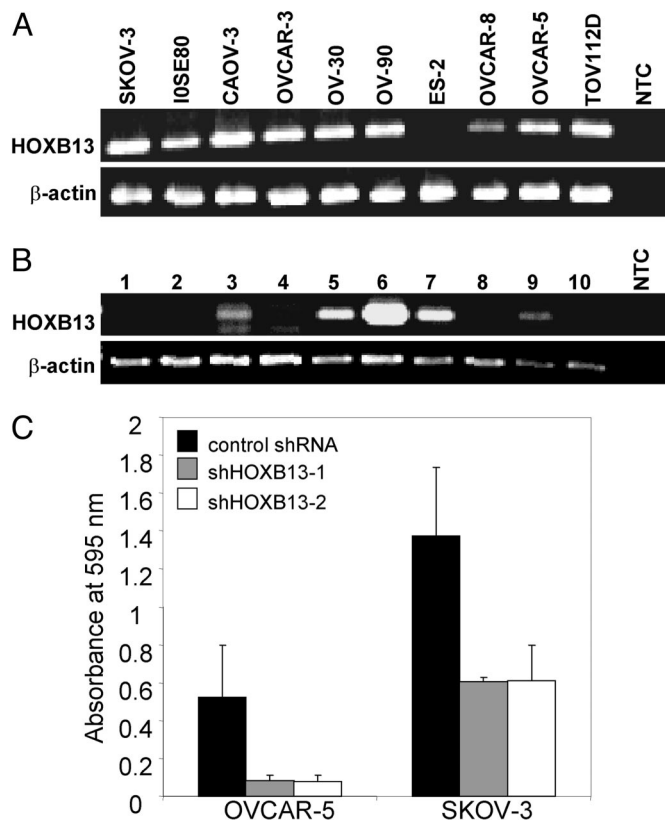 A
SKOV-3 I0SE80 CAOV-3 OVCAR-3 OV-30 OV-90 ES-2 OVCAR-8 OVCAR-5 TOV112D NTC
HOXB13
β-actin
B
1 2 3 4 5 6 7 8 9 10 NTC
HOXB13
β-actin
C
Absorbance at 595 nm
2
1.8
1.6
1.4
1.2
1
0.8
0.6
0.4
0.2
0
control shRNA
shHOXB13-1
shHOXB13-2
OVCAR-5 SKOV-3